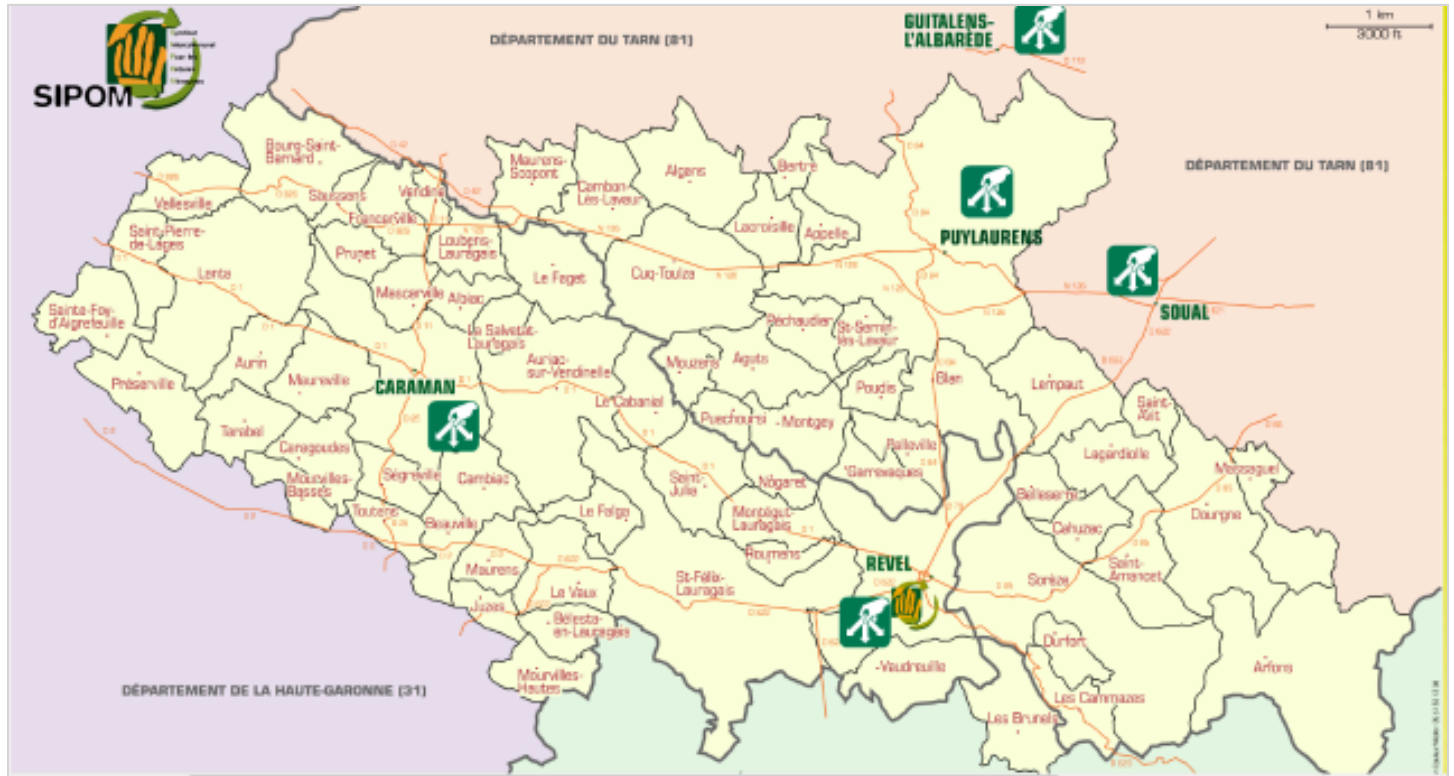 SIPOM
DÉPARTEMENT DU TARN (81)
GUITALENS-
L'ALBARÈDE
1 km
3000 ft
D 112
Bourg-Saint-
Bernard
Maurens-
Scopont
Cambon-
Lès-Lavaur
Algans
Bertre
DÉPARTEMENT DU TARN (81)
Vallesville
Saussens
Vendine
Francarville
Lacroisille
Appelle
PUYLAURENS
Saint-Pierre-
de-Lages
Prunet
Loubens-
Lauragais
Le Faget
Cuq-Toulza
Lanta
Mascarville
Albiac
SOUAL
Sainte-Foy-
d'Aigrefeuille
La Salvetat-
Lauragais
Péchaudier
St-Sernin-
lès-Lavaur
Aurin
Maureville
Auriac-
sur-Vendinelle
Mouzens
Aguts
Préserville
CARAMAN
Poudis
Blan
Lempaut
Le Cabanial
Saint-
Avit
Tarabel
Caragoudes
Puechoursi
Montgey
Palleville
Garrevaques
Lagardiolle
Massaguel
Mourvilles-
Basses
Ségreville
Cambiac
Saint-
Julia
Nogaret
Belleserre
Toutens
Beauville
Le Falga
Montégut-
Lauragais
Cahuzac
Dourgne
Roumens
REVEL
Maurens
St-Félix-
Lauragais
Sorèze
Saint-
Amancet
Juzes
Le Vaux
Bélesta-
en-Lauragais
Durfort
Mourvilles-
Hautes
Vaudreuille
Arfons
DÉPARTEMENT DE LA HAUTE-GARONNE (31)
Les Cammazes
Les Brunels